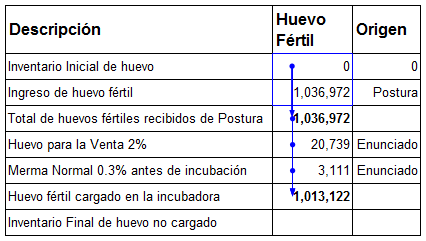 Descripción Huevo Fértil Origen
Inventario Inicial de huevo 0 0
Ingreso de huevo fértil 1,036,972 Postura
Total de huevos fértiles recibidos de Postura 1,036,972
Huevo para la Venta 2% 20,739 Enunciado
Merma Normal 0.3% antes de incubación 3,111 Enunciado
Huevo fértil cargado en la incubadora 1,013,122
Inventario Final de huevo no cargado